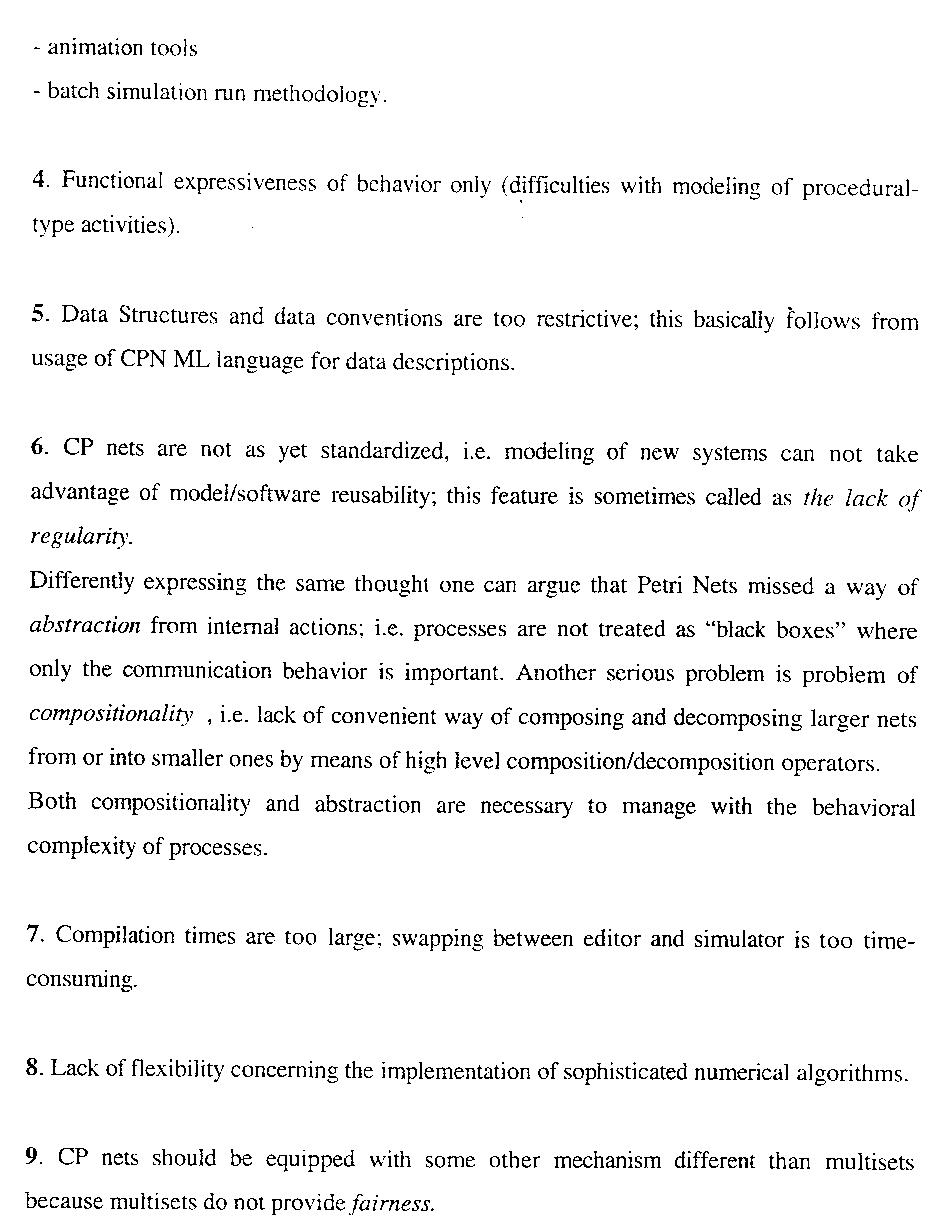 - animation tools
- batch simulation run methodology.
4. Functional expressiveness of behavior only (difficulties with modeling of procedural-
type activities).
5. Data Structures and data conventions are too restrictive; this basically follows from
usage of CPN ML language for data descriptions.
6. CP nets are not as yet standardized, i.e. modeling of new systems can not take
advantage of model/software reusability; this feature is sometimes called as the lack of
regularity.
Differently expressing the same thought one can argue that Petri Nets missed a way of
abstraction from internal actions; i.e. processes are not treated as “black boxes” where
only the communication behavior is important. Another serious problem is problem of
compositionality , i.e. lack of convenient way of composing and decomposing larger nets
from or into smaller ones by means of high level composition/decomposition operators.
Both compositionality and abstraction are necessary to manage with the behavioral
complexity of processes.
7. Compilation times are too large; swapping between editor and simulator is too time-
consuming.
8. Lack of flexibility concerning the implementation of sophisticated numerical algorithms.
9. CP nets should be equipped with some other mechanism different than multisets
because multisets do not provide fairness.